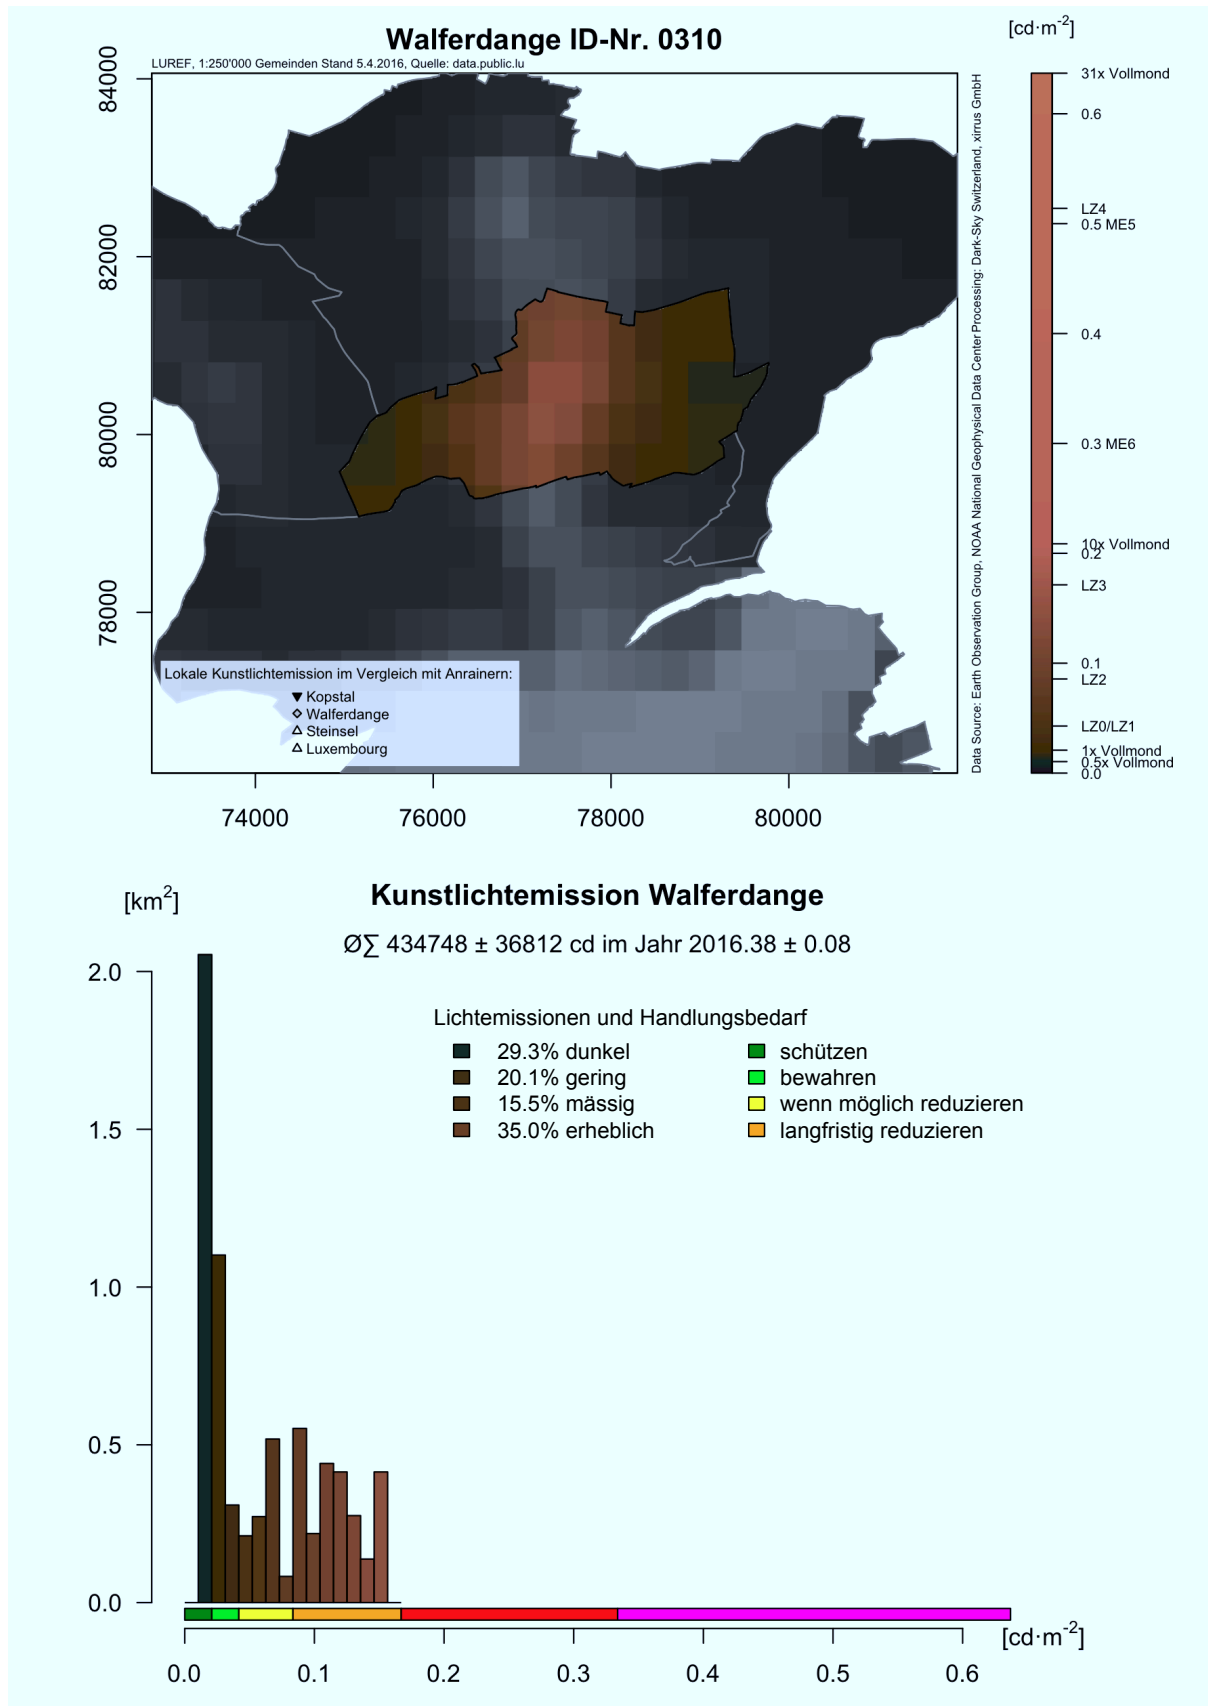 Walferdange ID-Nr. 0310
LUREF, 1:250'000 Gemeinden Stand 5.4.2016, Quelle: data.public.lu
[cd·m⁻²]
84000
82000
80000
78000
74000
76000
78000
80000
Lokale Kunstlichtemission im Vergleich mit Anrainern:
▼ Kopstal
◇ Walferdange
△ Steinsel
△ Luxembourg
Data Source: Earth Observation Group, NOAA National Geophysical Data Center Processing: Dark-Sky Switzerland, xirrus GmbH
31x Vollmond
0.6
LZ4
0.5 ME5
0.4
0.3 ME6
10x Vollmond
0.2
LZ3
0.1
LZ2
LZ0/LZ1
1x Vollmond
0.5x Vollmond
0.0
Kunstlichtemission Walferdange
[km²]
Ø∑ 434748 ± 36812 cd im Jahr 2016.38 ± 0.08
Lichtemissionen und Handlungsbedarf
29.3% dunkel schützen
20.1% gering bewahren
15.5% mässig wenn möglich reduzieren
35.0% erheblich langfristig reduzieren
2.0
1.5
1.0
0.5
0.0
[cd·m⁻²]
0.0 0.1 0.2 0.3 0.4 0.5 0.6